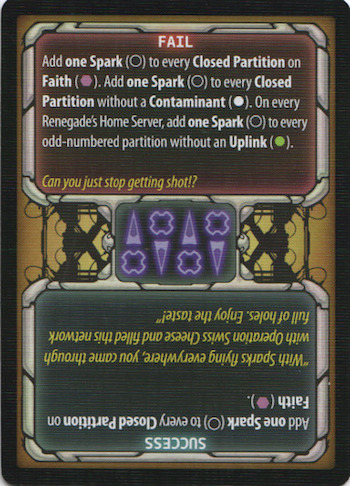 FAIL
Add one Spark (○) to every Closed Partition on
Faith (⬢). Add one Spark (○) to every Closed
Partition without a Contaminant (●). On every
Renegade's Home Server, add one Spark (○) to every
odd-numbered partition without an Uplink (●).
Can you just stop getting shot!?
SUCCESS
Add one Spark (○) to every Closed Partition on
Faith (⬢).
"With Sparks flying everywhere, you came through
with Operation Swiss Cheese and filled this network
full of holes. Enjoy the taste!"